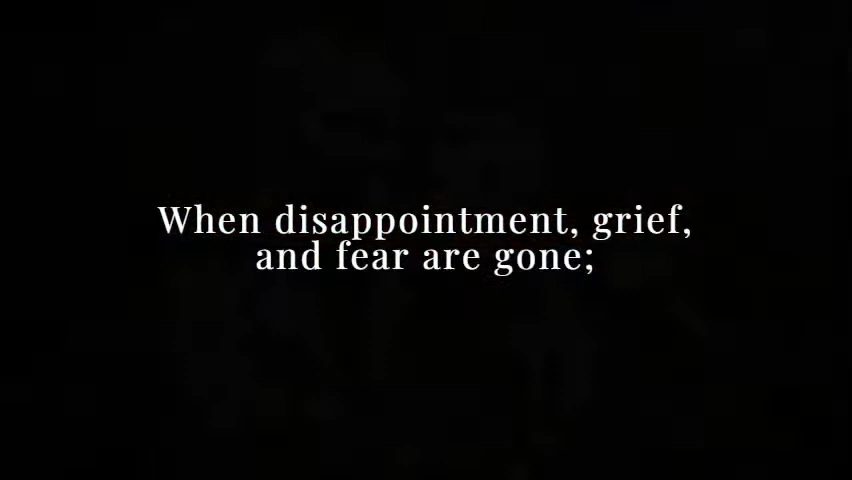 When disappointment, grief,
and fear are gone;